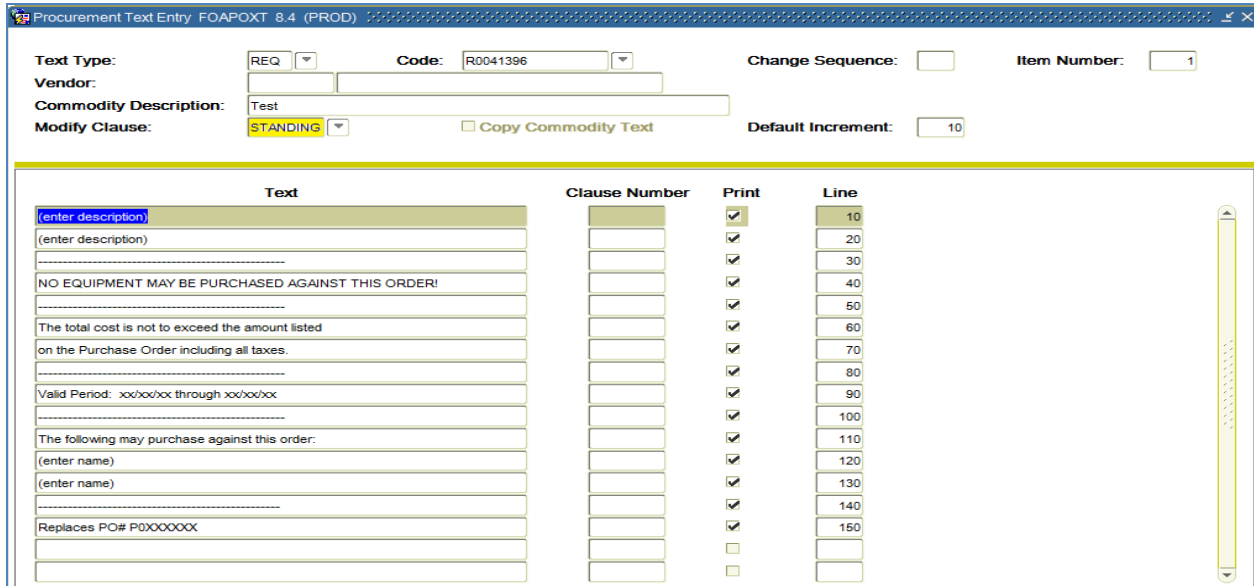 Procurement Text Entry FOAPOXT 8.4 (PROD)
Text Type: REQ Code: R0041396 Change Sequence: Item Number: 1
Vendor:
Commodity Description: Test
Modify Clause: STANDING Copy Commodity Text Default Increment: 10
Text Clause Number Print Line
(enter description) 10
(enter description) 20
-------------------------------------------------- 30
NO EQUIPMENT MAY BE PURCHASED AGAINST THIS ORDER! 40
-------------------------------------------------- 50
The total cost is not to exceed the amount listed 60
on the Purchase Order including all taxes. 70
-------------------------------------------------- 80
Valid Period: xx/xx/xx through xx/xx/xx 90
-------------------------------------------------- 100
The following may purchase against this order: 110
(enter name) 120
(enter name) 130
------------------------------------------------- 140
Replaces PO# P0XXXXXX 150